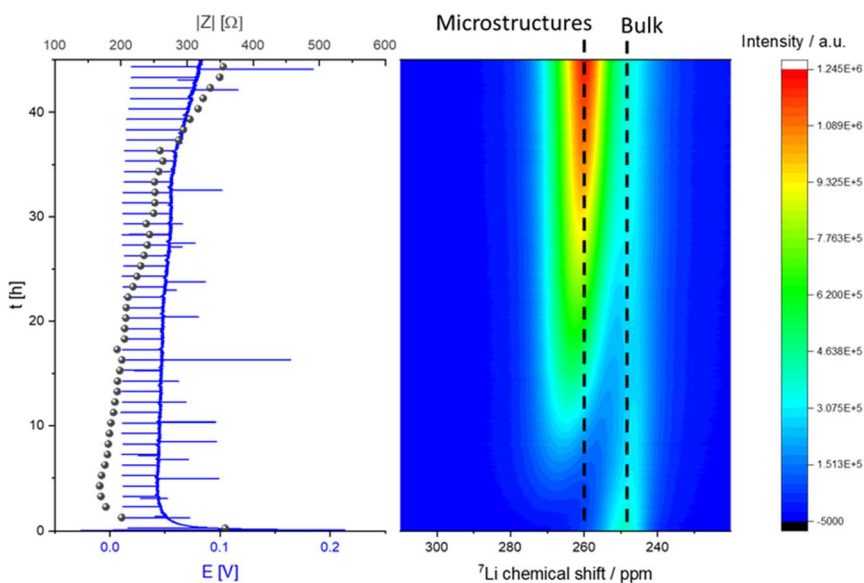 |Z| [Ω]
100 200 300 400 500 600
Microstructures Bulk
Intensity / a.u.
t [h]
40
30
20
10
0
0.0 0.1 0.2
E [V]
300 280 260 240
⁷Li chemical shift / ppm
1.245E+6
1.089E+6
9.325E+5
7.763E+5
6.200E+5
4.638E+5
3.075E+5
1.513E+5
-5000